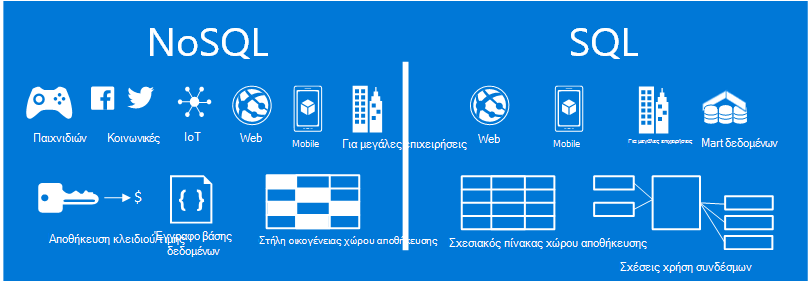 NoSQL
SQL
Παιχνιδιών
Κοινωνικές
IoT
Web
Mobile
Για μεγάλες επιχειρήσεις
Web
Mobile
Για μεγάλες επιχειρήσεις
Mart δεδομένων
$
{ }
Αποθήκευση κλειδιού/τιμής
Έγγραφο βάσης
δεδομένων
Στήλη οικογένειας χώρου αποθήκευσης
Σχεσιακός πίνακας χώρου αποθήκευσης
Σχέσεις χρήση συνδέσμων